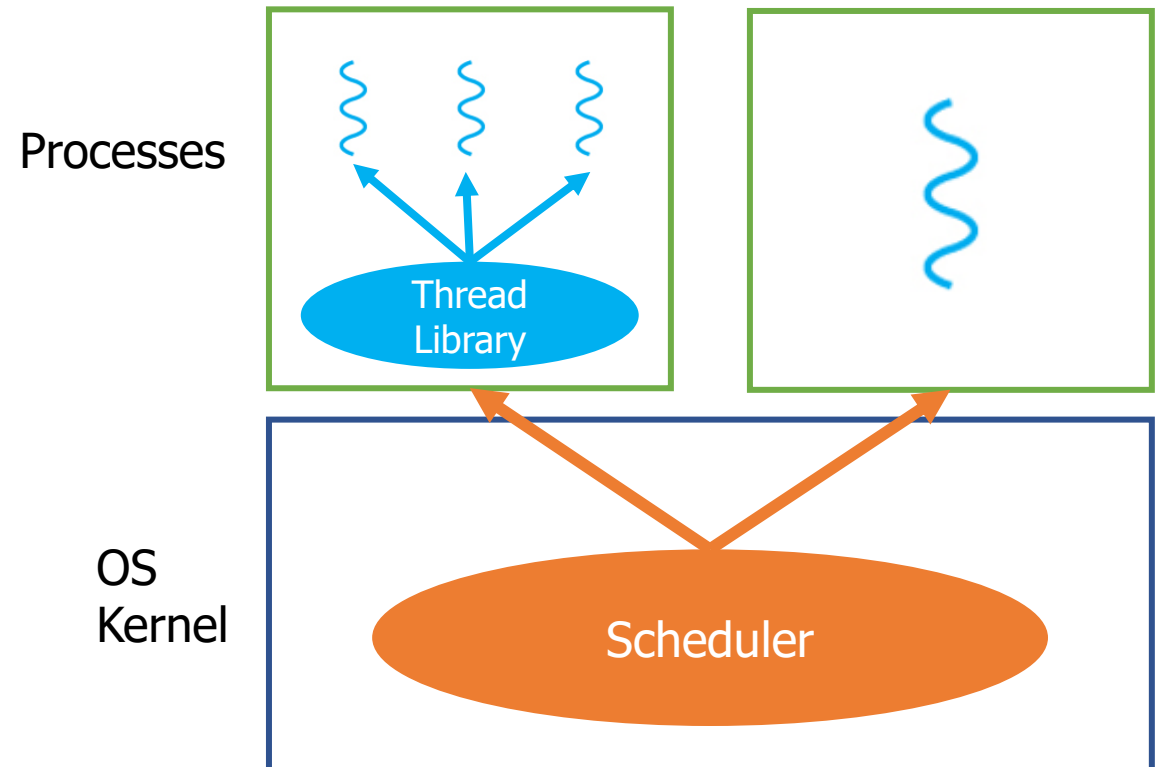 Processes
Thread
Library
OS
Kernel
Scheduler